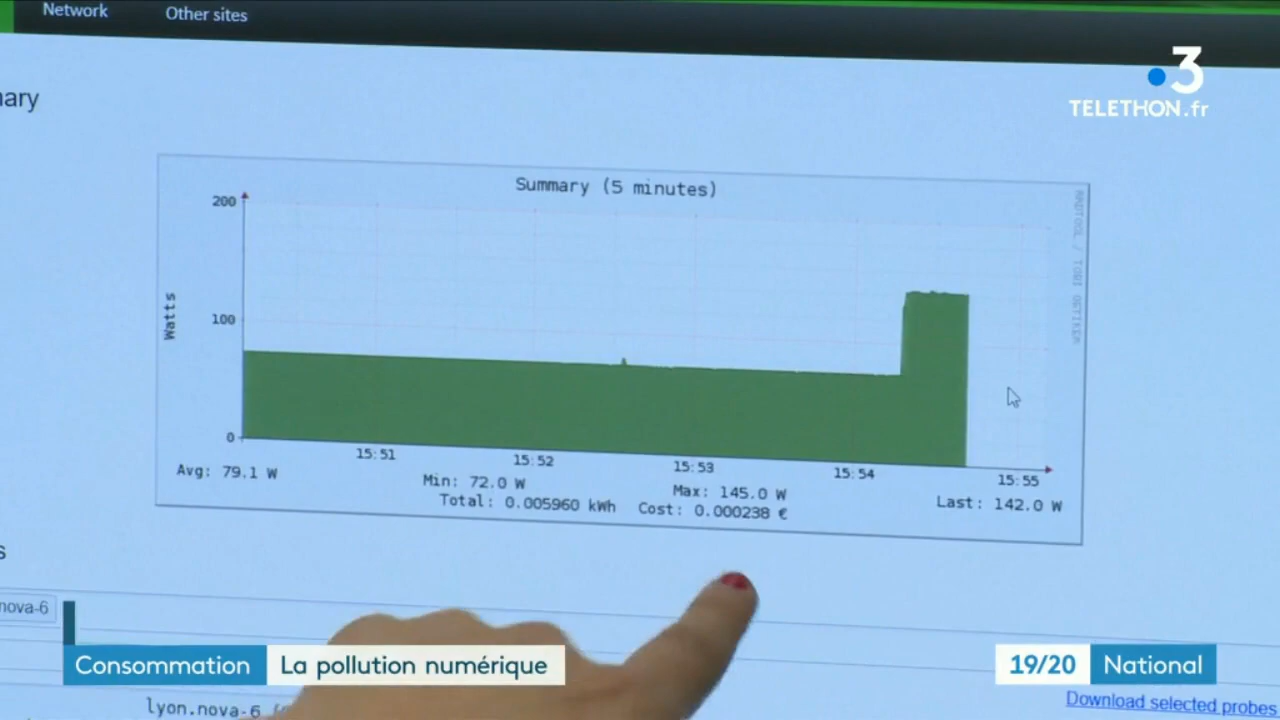 Network Other sites
3
TELETHON.fr
Summary (5 minutes)
RRDTOOL / TOBI OETIKER
200
Watts
100
0
15:51 15:52 15:53 15:54 15:55
Avg: 79.1 W Min: 72.0 W Max: 145.0 W Last: 142.0 W
Total: 0.005960 kWh Cost: 0.000238 €
nova-6
Consommation La pollution numérique 19/20 National
lyon.nova-6
Download selected probes